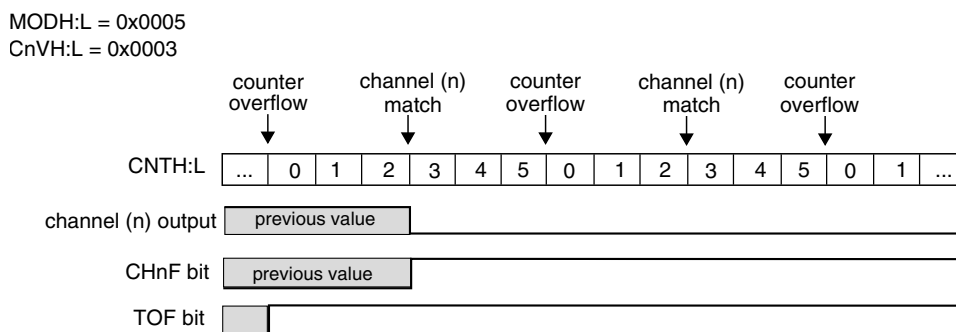 MODH:L = 0x0005
CnVH:L = 0x0003
counter overflow
channel (n) match
counter overflow
channel (n) match
counter overflow
CNTH:L ... 0 1 2 3 4 5 0 1 2 3 4 5 0 1 ...
channel (n) output previous value
CHnF bit previous value
TOF bit